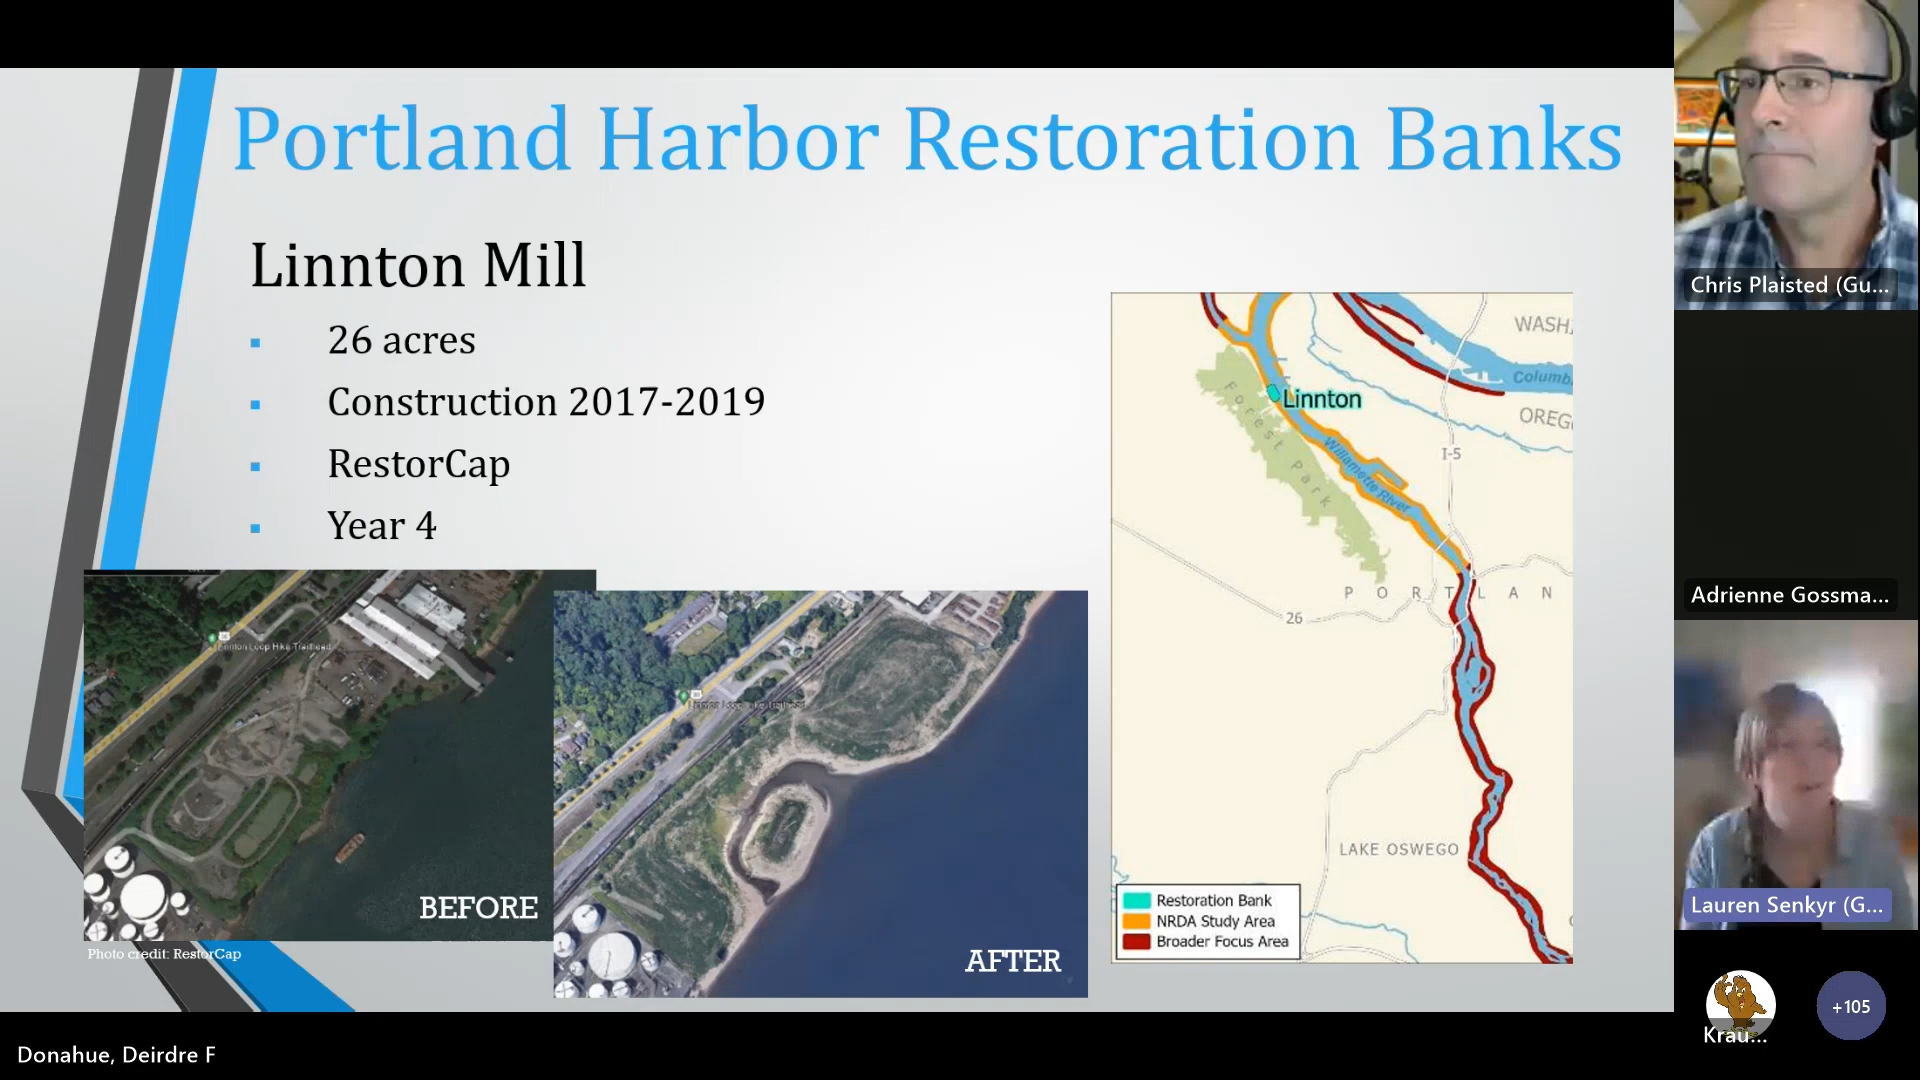 Portland Harbor Restoration Banks
Linnton Mill
26 acres
Construction 2017-2019
RestorCap
Year 4
BEFORE
Photo credit: RestorCap
AFTER
WASH
Columb
OREG
Linnton
Forest Park
Willamette River
I-5
PORTLAN
26
LAKE OSWEGO
Restoration Bank
NRDA Study Area
Broader Focus Area
Chris Plaisted (Gu...
Adrienne Gossma...
Lauren Senkyr (G...
Krau...
+105
Donahue, Deirdre F